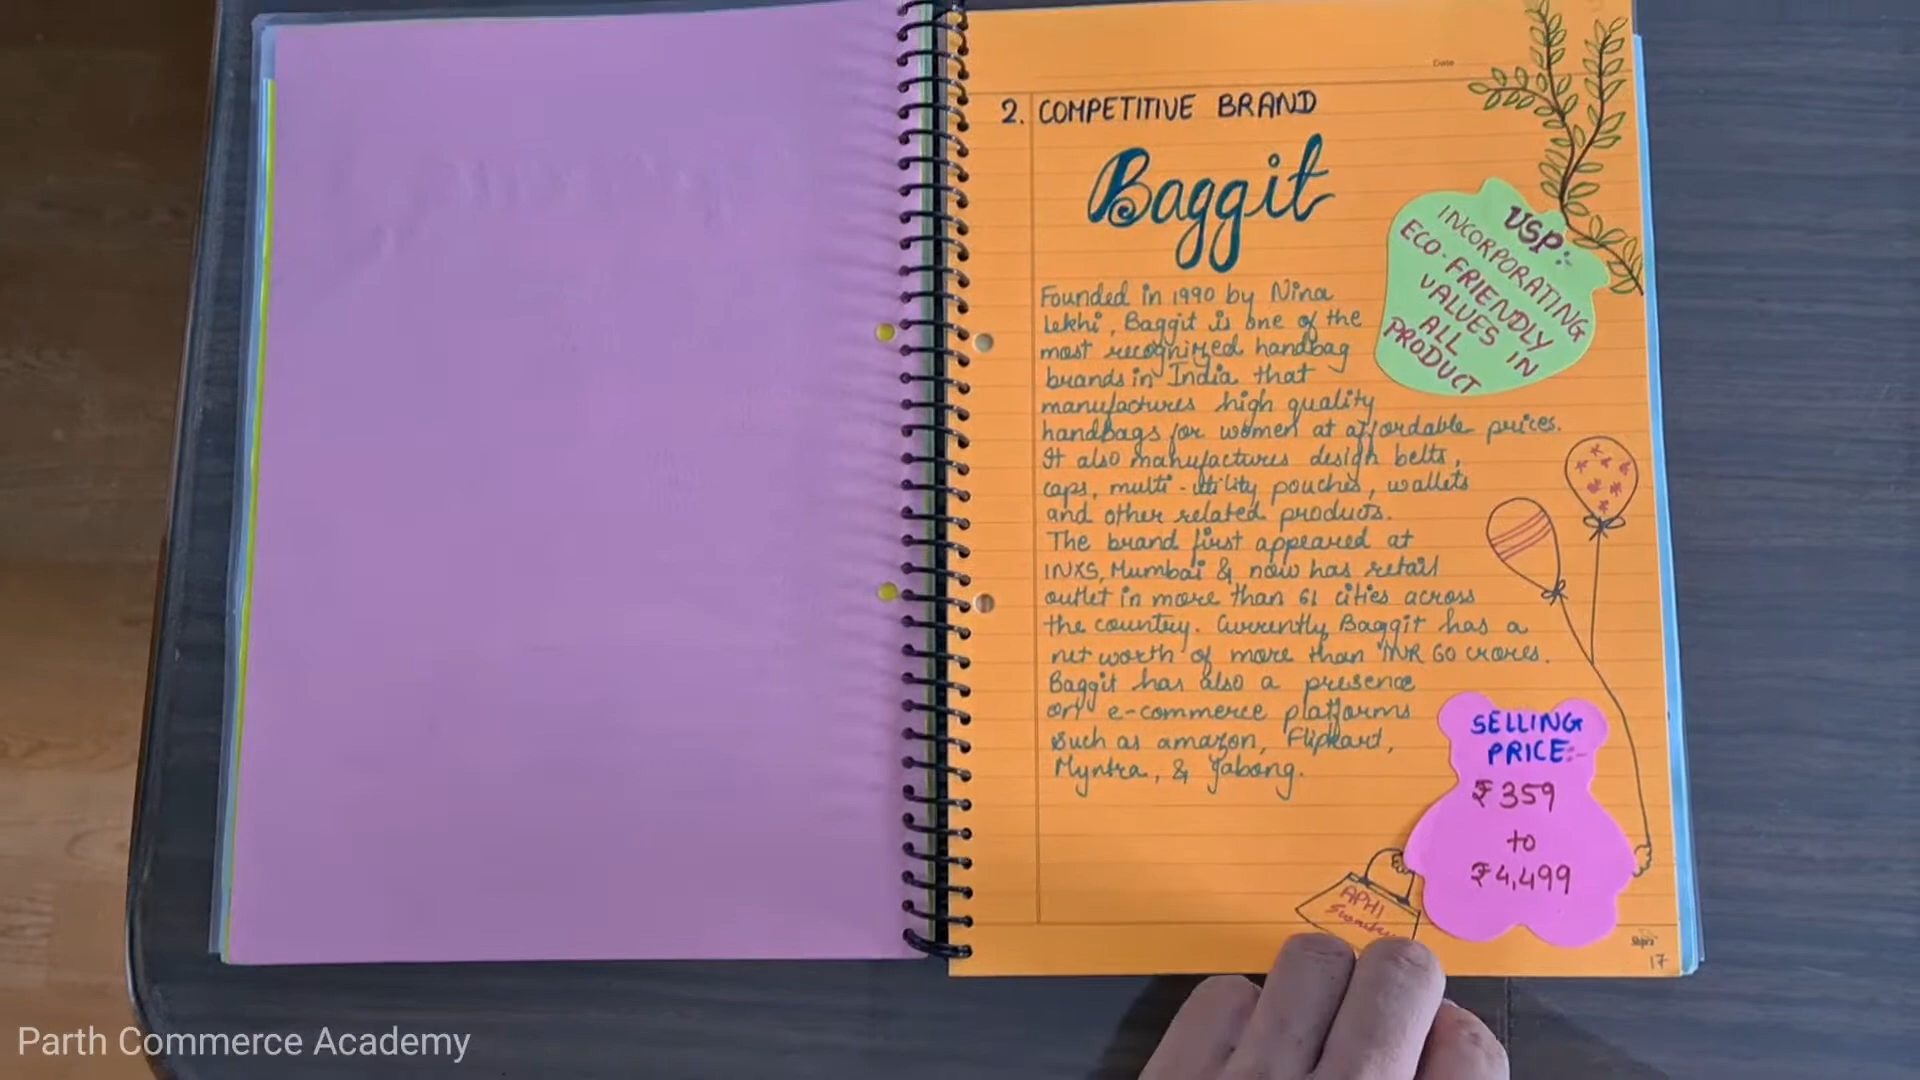 Date
2. COMPETITIVE BRAND
Baggit
USP:-
INCORPORATING
ECO-FRIENDLY
VALUES IN
ALL
PRODUCT
Founded in 1990 by Nina
Lekhi, Baggit is one of the
most recognized handbag
brands in India that
manufactures high quality
handbags for women at affordable prices.
It also manufactures design belts,
caps, multi-utility pouches, wallets
and other related products.
The brand first appeared at
INXS, Mumbai & now has retail
outlet in more than 61 cities across
the country. Currently Baggit has a
net worth of more than INR 60 crores.
Baggit has also a presence
on e-commerce platforms
such as amazon, Flipkart,
Myntra, & Jabong.
SELLING
PRICE:-
₹359
to
₹4,499
APHI
Shipra
17
Parth Commerce Academy